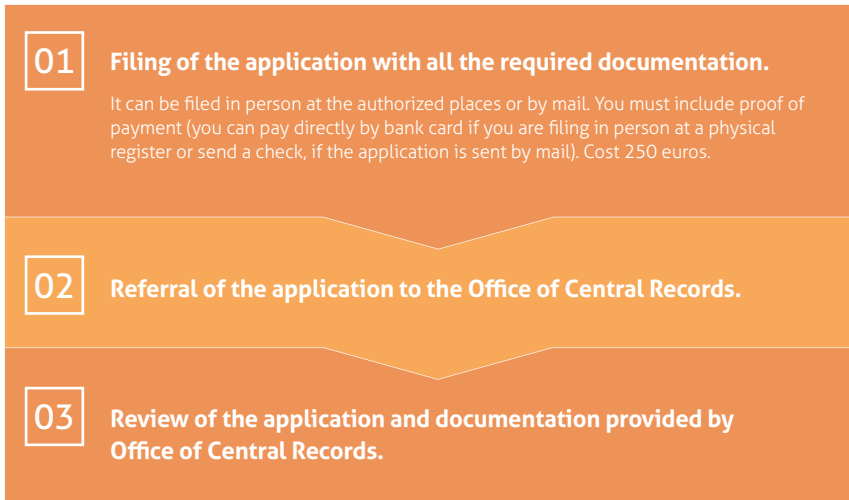 01
Filing of the application with all the required documentation.
It can be filed in person at the authorized places or by mail. You must include proof of
payment (you can pay directly by bank card if you are filing in person at a physical
register or send a check, if the application is sent by mail). Cost 250 euros.
02
Referral of the application to the Office of Central Records.
03
Review of the application and documentation provided by
Office of Central Records.